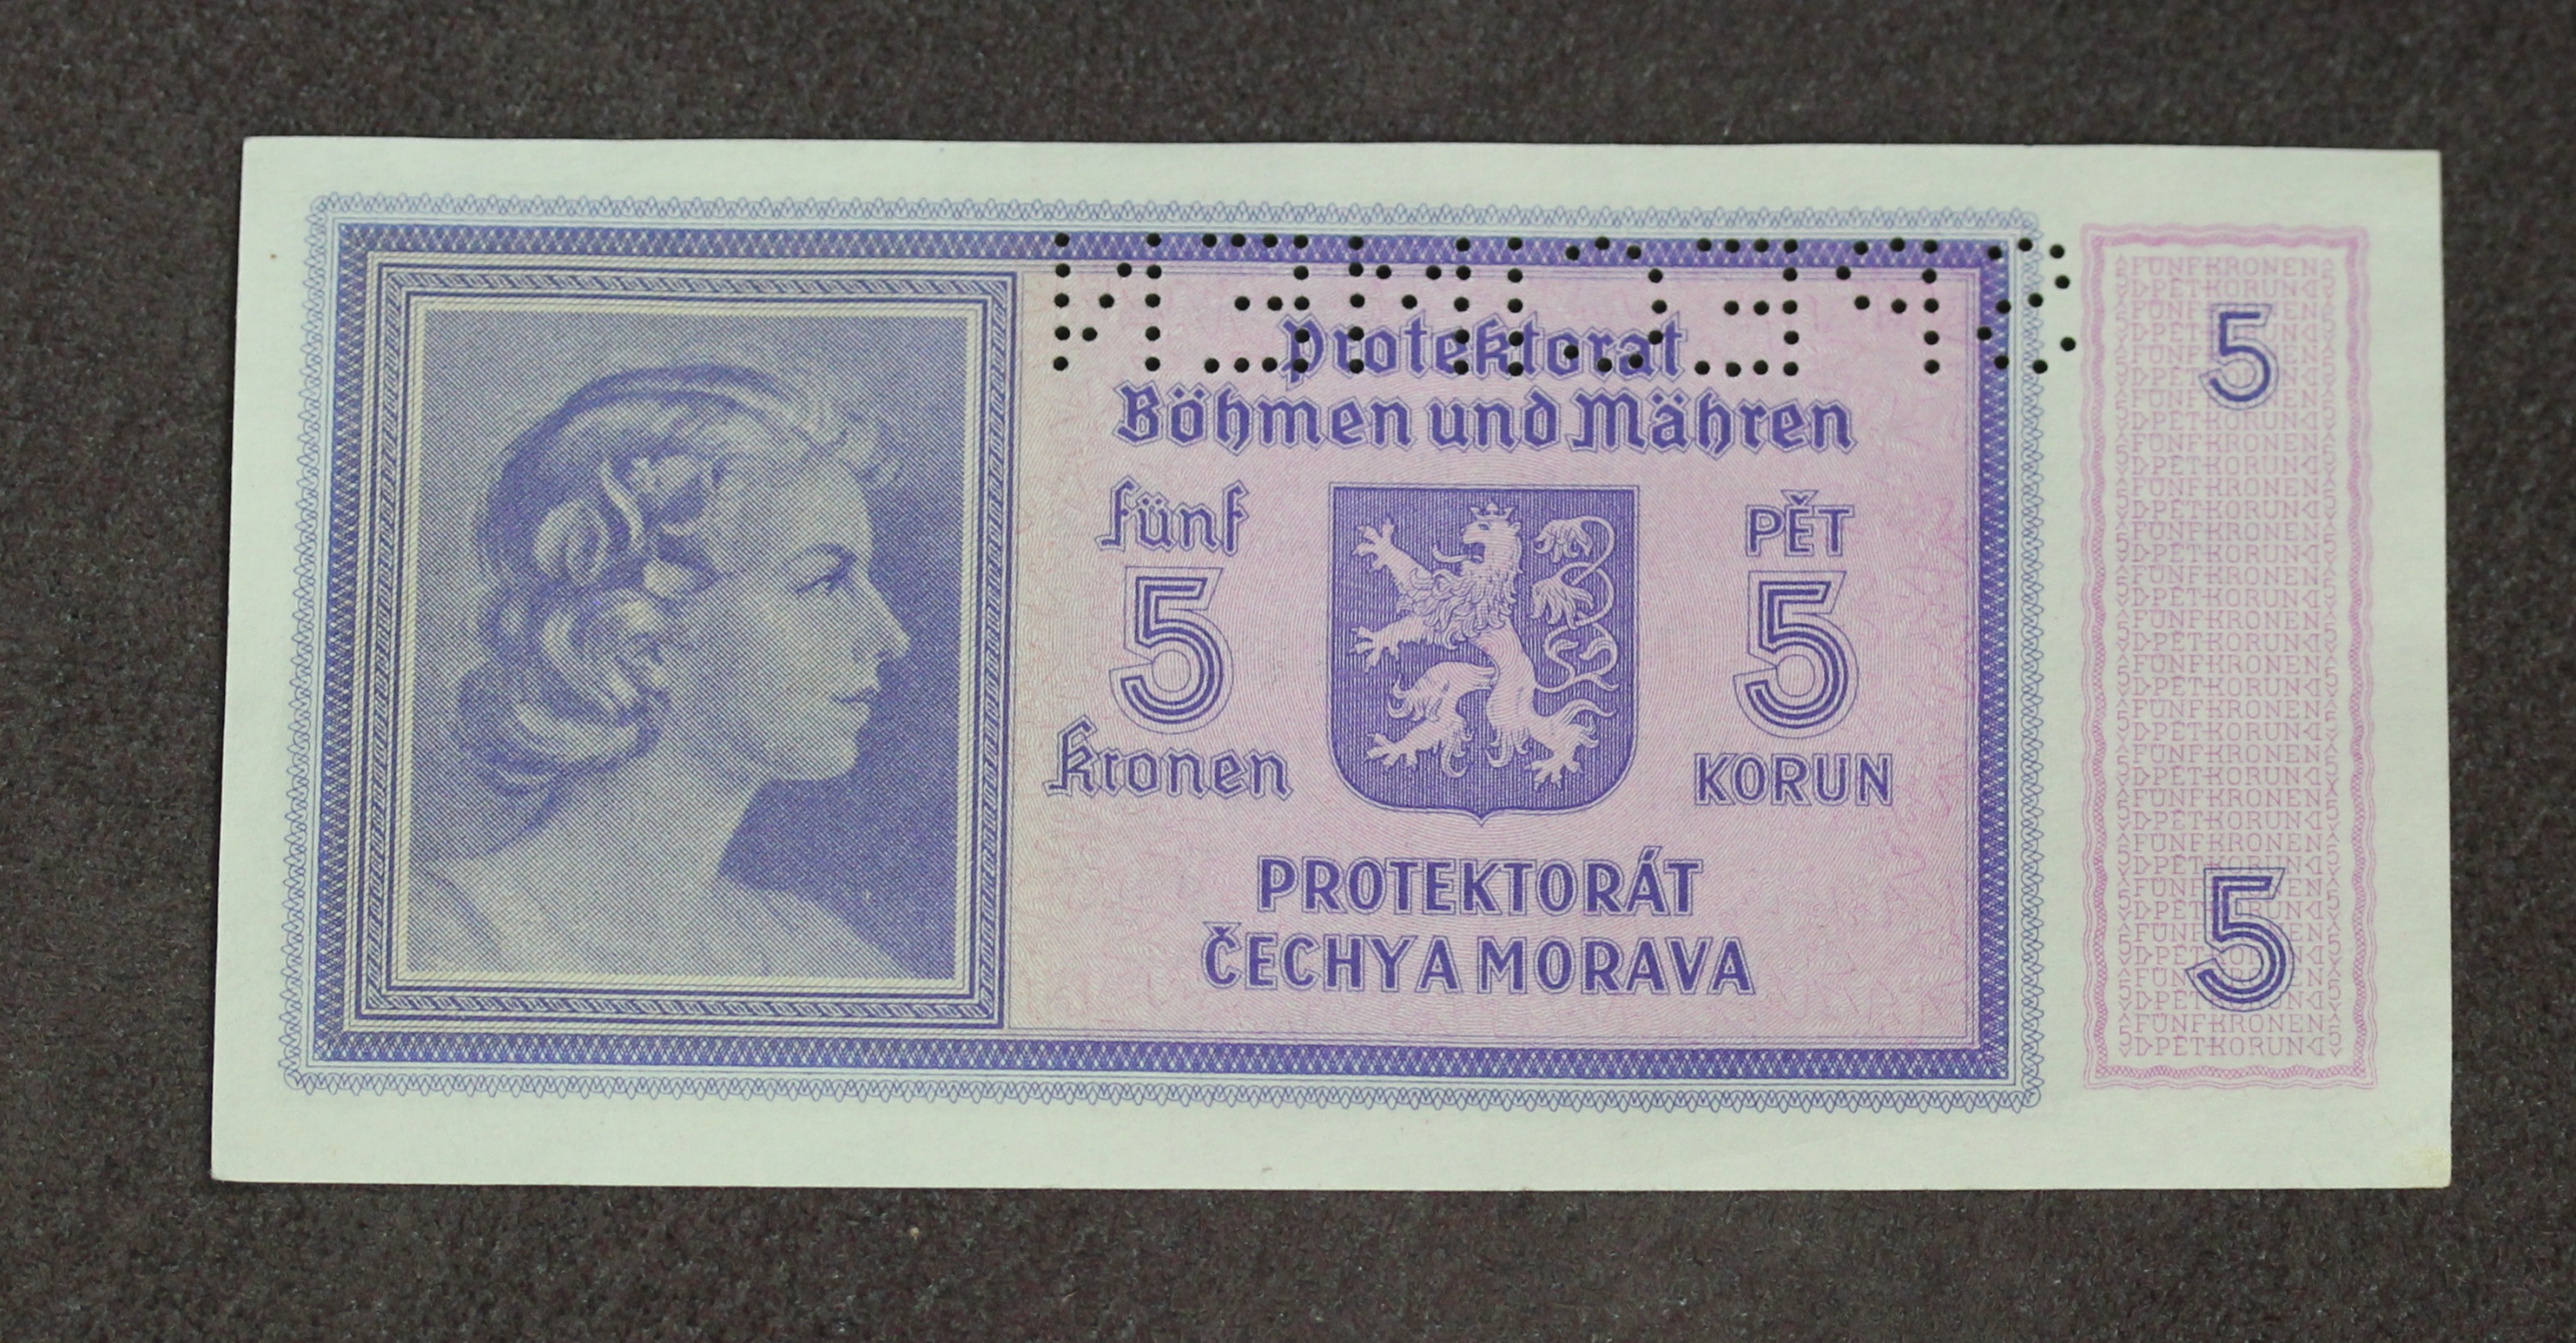 SPECIMEN
Protektorat
Böhmen und Mähren
fünf
5
Kronen
PĚT
5
KORUN
PROTEKTORÁT
ČECHY A MORAVA
5
5
FÜNF KRONEN
PĚT KORUN